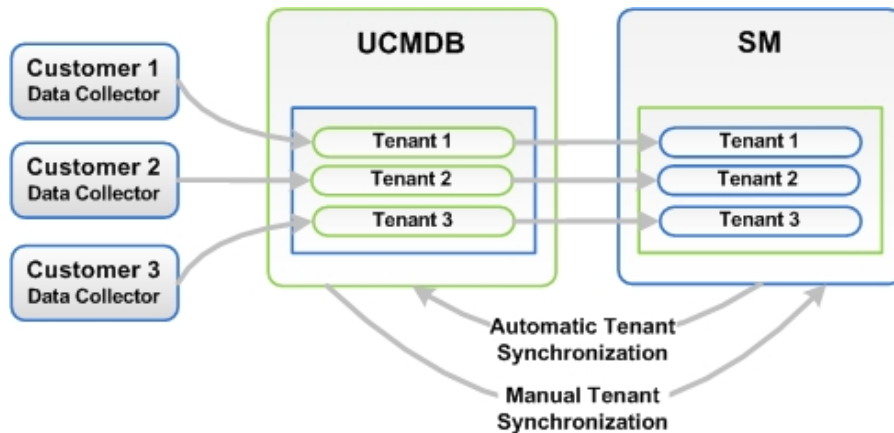 UCMDB
SM
Customer 1
Data Collector
Customer 2
Data Collector
Customer 3
Data Collector
Tenant 1
Tenant 2
Tenant 3
Tenant 1
Tenant 2
Tenant 3
Automatic Tenant
Synchronization
Manual Tenant
Synchronization